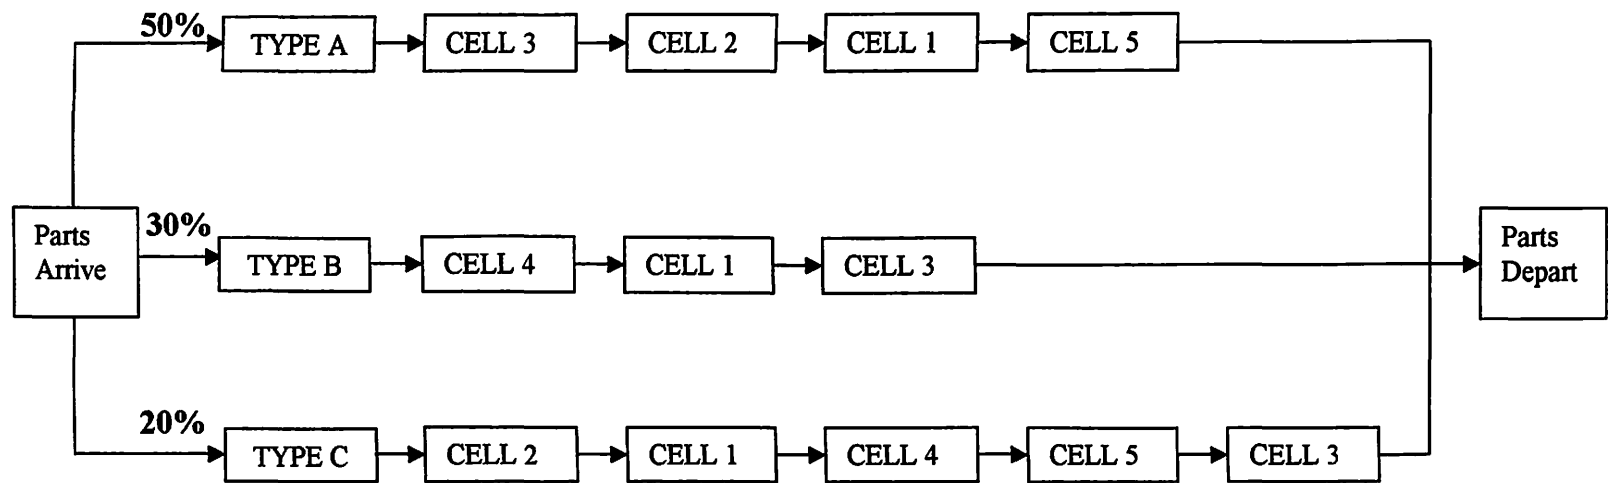 50%
TYPE A
CELL 3
CELL 2
CELL 1
CELL 5
Parts
Arrive
30%
TYPE B
CELL 4
CELL 1
CELL 3
Parts
Depart
20%
TYPE C
CELL 2
CELL 1
CELL 4
CELL 5
CELL 3